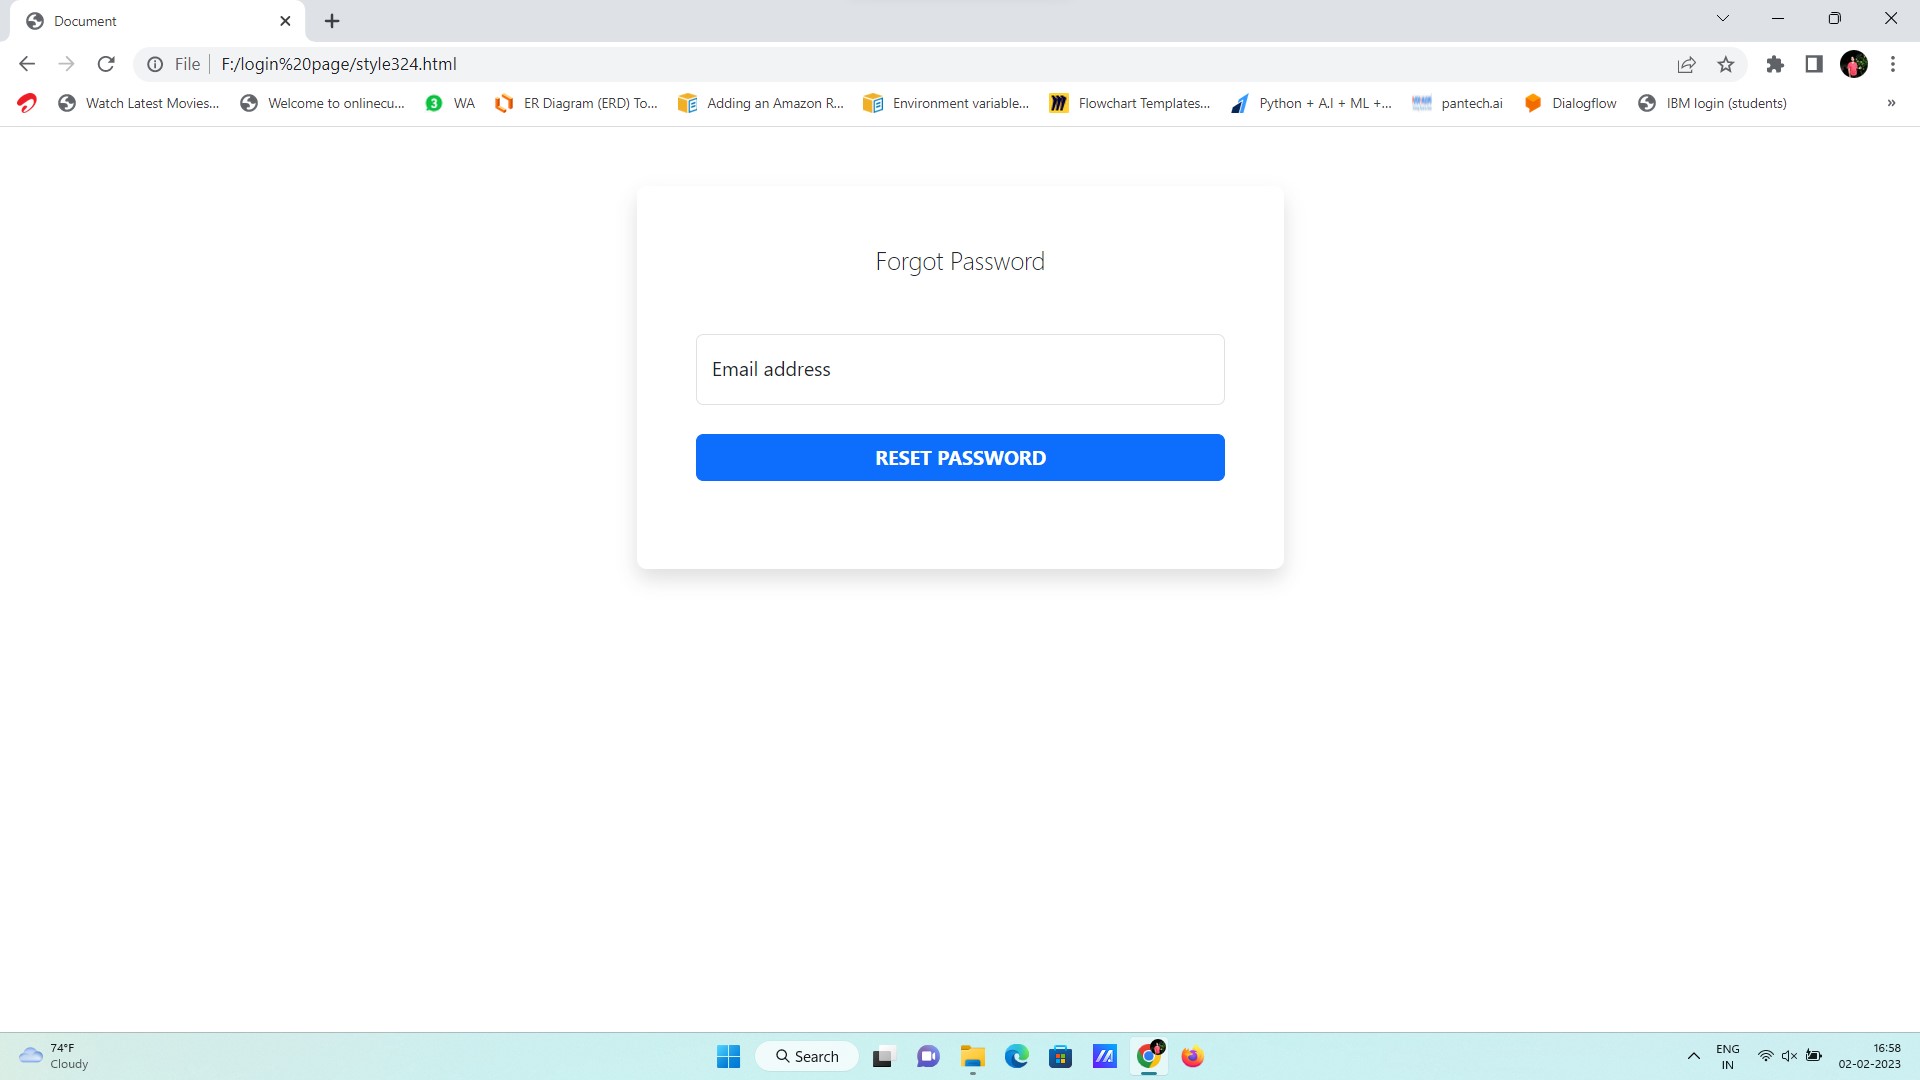 Document
File F:/login%20page/style324.html
Watch Latest Movies... Welcome to onlinecu... 3 WA ER Diagram (ERD) To... Adding an Amazon R... Environment variable... Flowchart Templates... Python + A.I + ML +... pantech.ai Dialogflow IBM login (students) »
Forgot Password
Email address
RESET PASSWORD
74°F
Cloudy
Search
ENG
IN
16:58
02-02-2023